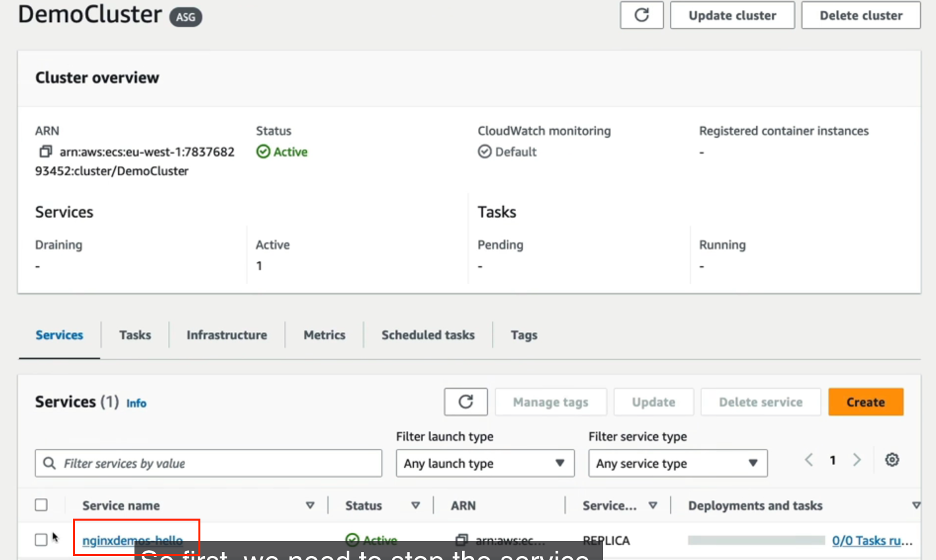 DemoCluster ASG
Update cluster
Delete cluster
Cluster overview
ARN
arn:aws:ecs:eu-west-1:7837682
93452:cluster/DemoCluster
Status
Active
CloudWatch monitoring
Default
Registered container instances
-
Services
Draining
-
Active
1
Tasks
Pending
-
Running
-
Services Tasks Infrastructure Metrics Scheduled tasks Tags
Services (1) Info
Manage tags
Update
Delete service
Create
Filter services by value
Filter launch type
Any launch type
Filter service type
Any service type
1
Service name Status ARN Service... Deployments and tasks
nginxdemos-hello Active arn:aws:ec... REPLICA 0/0 Tasks ru...
So first, we need to stop the service